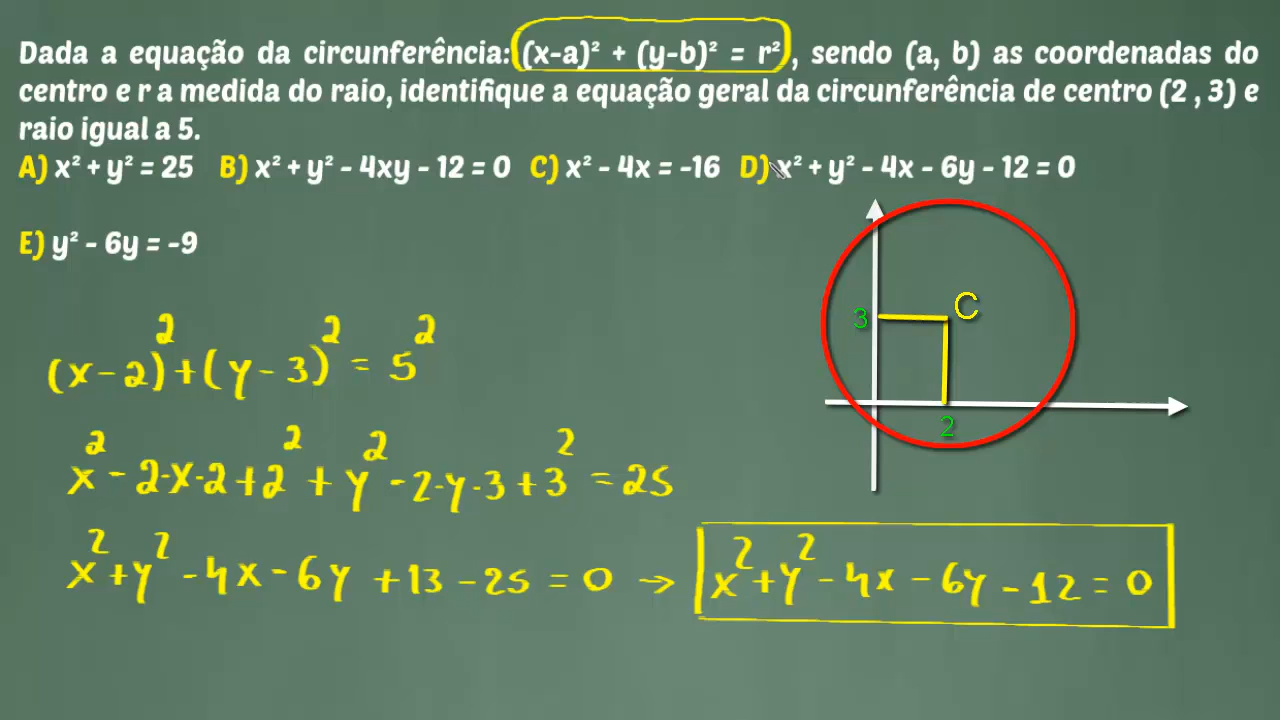 Dada a equação da circunferência: (x-a)² + (y-b)² = r² , sendo (a, b) as coordenadas do
centro e r a medida do raio, identifique a equação geral da circunferência de centro (2 , 3) e
raio igual a 5.
A) x² + y² = 25 B) x² + y² - 4xy - 12 = 0 C) x² - 4x = -16 D) x² + y² - 4x - 6y - 12 = 0
E) y² - 6y = -9
C
3
2
(x-2)² + (y-3)² = 5²
x² - 2·x·2 + 2² + y² - 2·y·3 + 3² = 25
x² + y² - 4x - 6y + 13 - 25 = 0 → x² + y² - 4x - 6y - 12 = 0